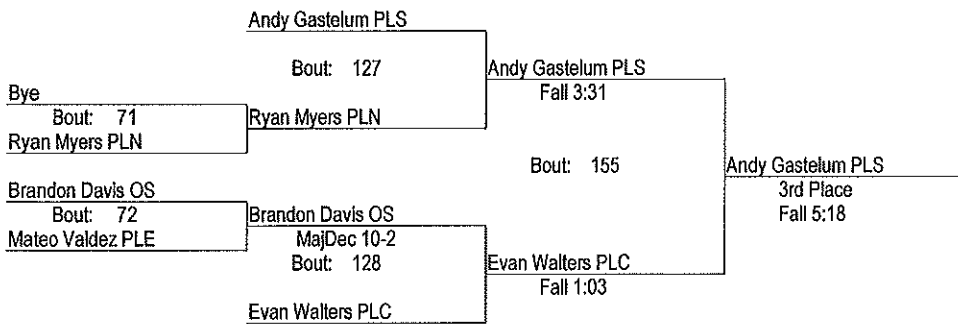 Andy Gastelum PLS
Bout: 127
Andy Gastelum PLS
Fall 3:31
Bye
Bout: 71
Ryan Myers PLN
Ryan Myers PLN
Bout: 155
Andy Gastelum PLS
3rd Place
Fall 5:18
Brandon Davis OS
Bout: 72
Mateo Valdez PLE
Brandon Davis OS
MajDec 10-2
Bout: 128
Evan Walters PLC
Fall 1:03
Evan Walters PLC